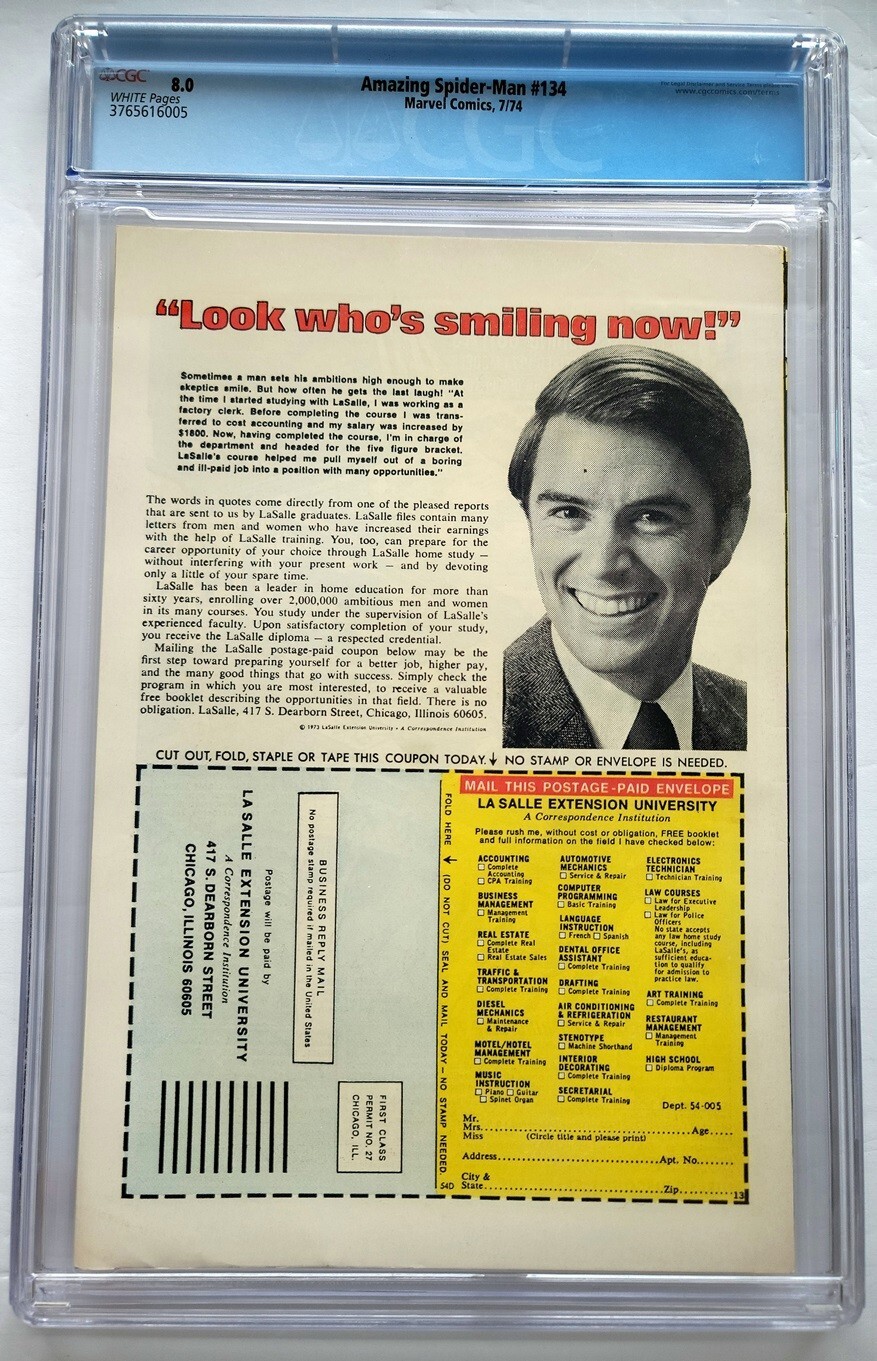 CGC
8.0
WHITE Pages
3765616005
Amazing Spider-Man #134
Marvel Comics, 7/74
www.cgccomics.com/terms
CGC
“Look who’s smiling now!”
Sometimes a man sets his ambitions high enough to make
skeptics smile. But how often he gets the last laugh! “At
the time I started studying with LaSalle, I was working as a
factory clerk. Before completing the course I was trans-
ferred to cost accounting and my salary was increased by
$1800. Now, having completed the course, I’m in charge of
the department and headed for the five figure bracket.
LaSalle’s course helped me pull myself out of a boring
and ill-paid job into a position with many opportunities.”
The words in quotes come directly from one of the pleased reports
that are sent to us by LaSalle graduates. LaSalle files contain many
letters from men and women who have increased their earnings
with the help of LaSalle training. You, too, can prepare for the
career opportunity of your choice through LaSalle home study —
without interfering with your present work — and by devoting
only a little of your spare time.
LaSalle has been a leader in home education for more than
sixty years, enrolling over 2,000,000 ambitious men and women
in its many courses. You study under the supervision of LaSalle’s
experienced faculty. Upon satisfactory completion of your study,
you receive the LaSalle diploma — a respected credential.
Mailing the LaSalle postage-paid coupon below may be the
first step toward preparing yourself for a better job, higher pay,
and the many good things that go with success. Simply check the
program in which you are most interested, to receive a valuable
free booklet describing the opportunities in that field. There is no
obligation. LaSalle, 417 S. Dearborn Street, Chicago, Illinois 60605.
© 1973 LaSalle Extension University • A Correspondence Institution
CUT OUT, FOLD, STAPLE OR TAPE THIS COUPON TODAY. ↓ NO STAMP OR ENVELOPE IS NEEDED.
FIRST CLASS
PERMIT NO. 27
CHICAGO, ILL.
BUSINESS REPLY MAIL
No postage stamp required if mailed in the United States
Postage will be paid by
LA SALLE EXTENSION UNIVERSITY
A Correspondence Institution
417 S. DEARBORN STREET
CHICAGO, ILLINOIS 60605
FOLD HERE ← (DO NOT CUT) SEAL AND MAIL TODAY — NO STAMP NEEDED.
54D
MAIL THIS POSTAGE-PAID ENVELOPE
LA SALLE EXTENSION UNIVERSITY
A Correspondence Institution
Please rush me, without cost or obligation, FREE booklet
and full information on the field I have checked below:
ACCOUNTING
☐ Complete
Accounting
☐ CPA Training
BUSINESS
MANAGEMENT
☐ Management
Training
REAL ESTATE
☐ Complete Real
Estate
☐ Real Estate Sales
TRAFFIC &
TRANSPORTATION
☐ Complete Training
DIESEL
MECHANICS
☐ Maintenance
& Repair
MOTEL/HOTEL
MANAGEMENT
☐ Complete Training
MUSIC
INSTRUCTION
☐ Piano ☐ Guitar
☐ Spinet Organ
AUTOMOTIVE
MECHANICS
☐ Service & Repair
COMPUTER
PROGRAMMING
☐ Basic Training
LANGUAGE
INSTRUCTION
☐ French ☐ Spanish
DENTAL OFFICE
ASSISTANT
☐ Complete Training
DRAFTING
☐ Complete Training
AIR CONDITIONING
& REFRIGERATION
☐ Service & Repair
STENOTYPE
☐ Machine Shorthand
INTERIOR
DECORATING
☐ Complete Training
SECRETARIAL
☐ Complete Training
ELECTRONICS
TECHNICIAN
☐ Technician Training
LAW COURSES
☐ Law for Executive
Leadership
☐ Law for Police
Officers
No state accepts
any law home study
course, including
LaSalle’s, as
sufficient educa-
tion to qualify
for admission to
practice law.
ART TRAINING
☐ Complete Training
RESTAURANT
MANAGEMENT
☐ Management
Training
HIGH SCHOOL
☐ Diploma Program
Dept. 54-005
Mr.
Mrs.
Miss
Age
(Circle title and please print)
Address
Apt. No.
City &
State
Zip
13